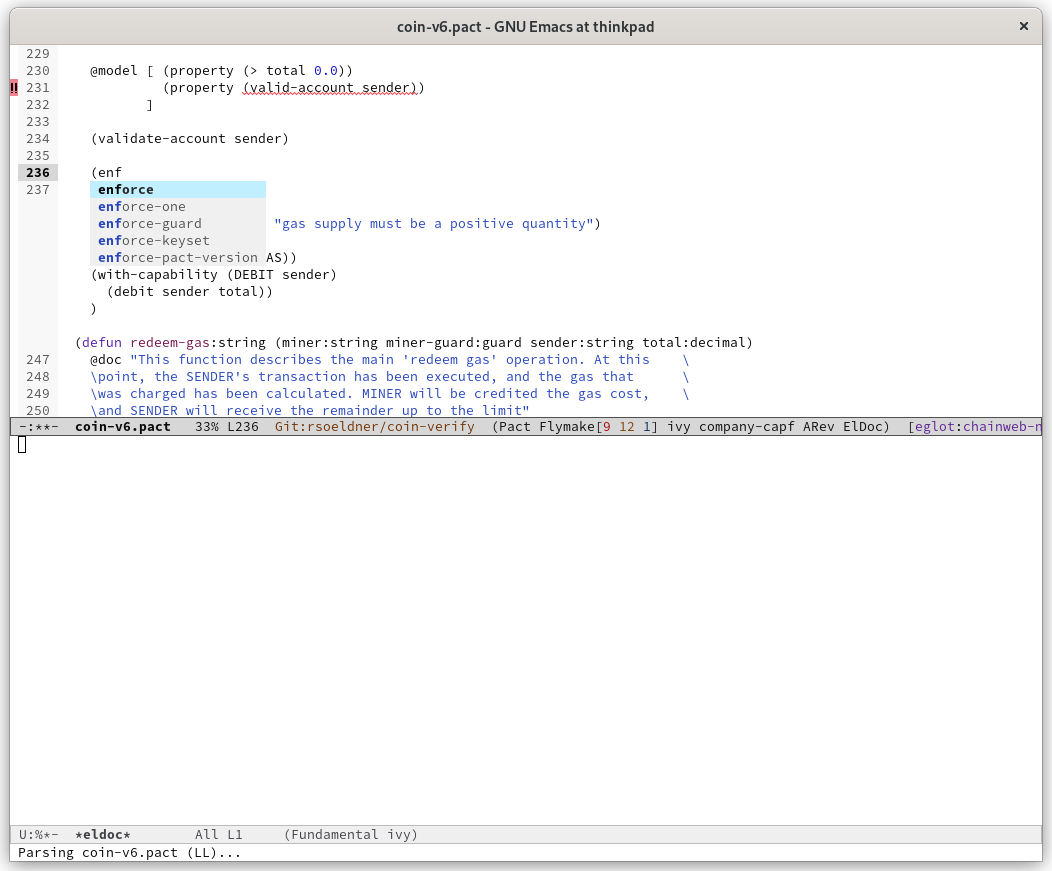 coin-v6.pact - GNU Emacs at thinkpad ×
229
230 @model [ (property (> total 0.0))
!! 231 (property (valid-account sender))
232 ]
233
234 (validate-account sender)
235
236 (enf
237 enforce
enforce-one
enforce-guard "gas supply must be a positive quantity")
enforce-keyset
enforce-pact-version AS))
(with-capability (DEBIT sender)
(debit sender total))
)
(defun redeem-gas:string (miner:string miner-guard:guard sender:string total:decimal)
247 @doc "This function describes the main 'redeem gas' operation. At this \
248 \point, the SENDER's transaction has been executed, and the gas that \
249 \was charged has been calculated. MINER will be credited the gas cost, \
250 \and SENDER will receive the remainder up to the limit"
-:**- coin-v6.pact 33% L236 Git:rsoeldner/coin-verify (Pact Flymake[9 12 1] ivy company-capf ARev ElDoc) [eglot:chainweb-n
U:%*- *eldoc* All L1 (Fundamental ivy)
Parsing coin-v6.pact (LL)...